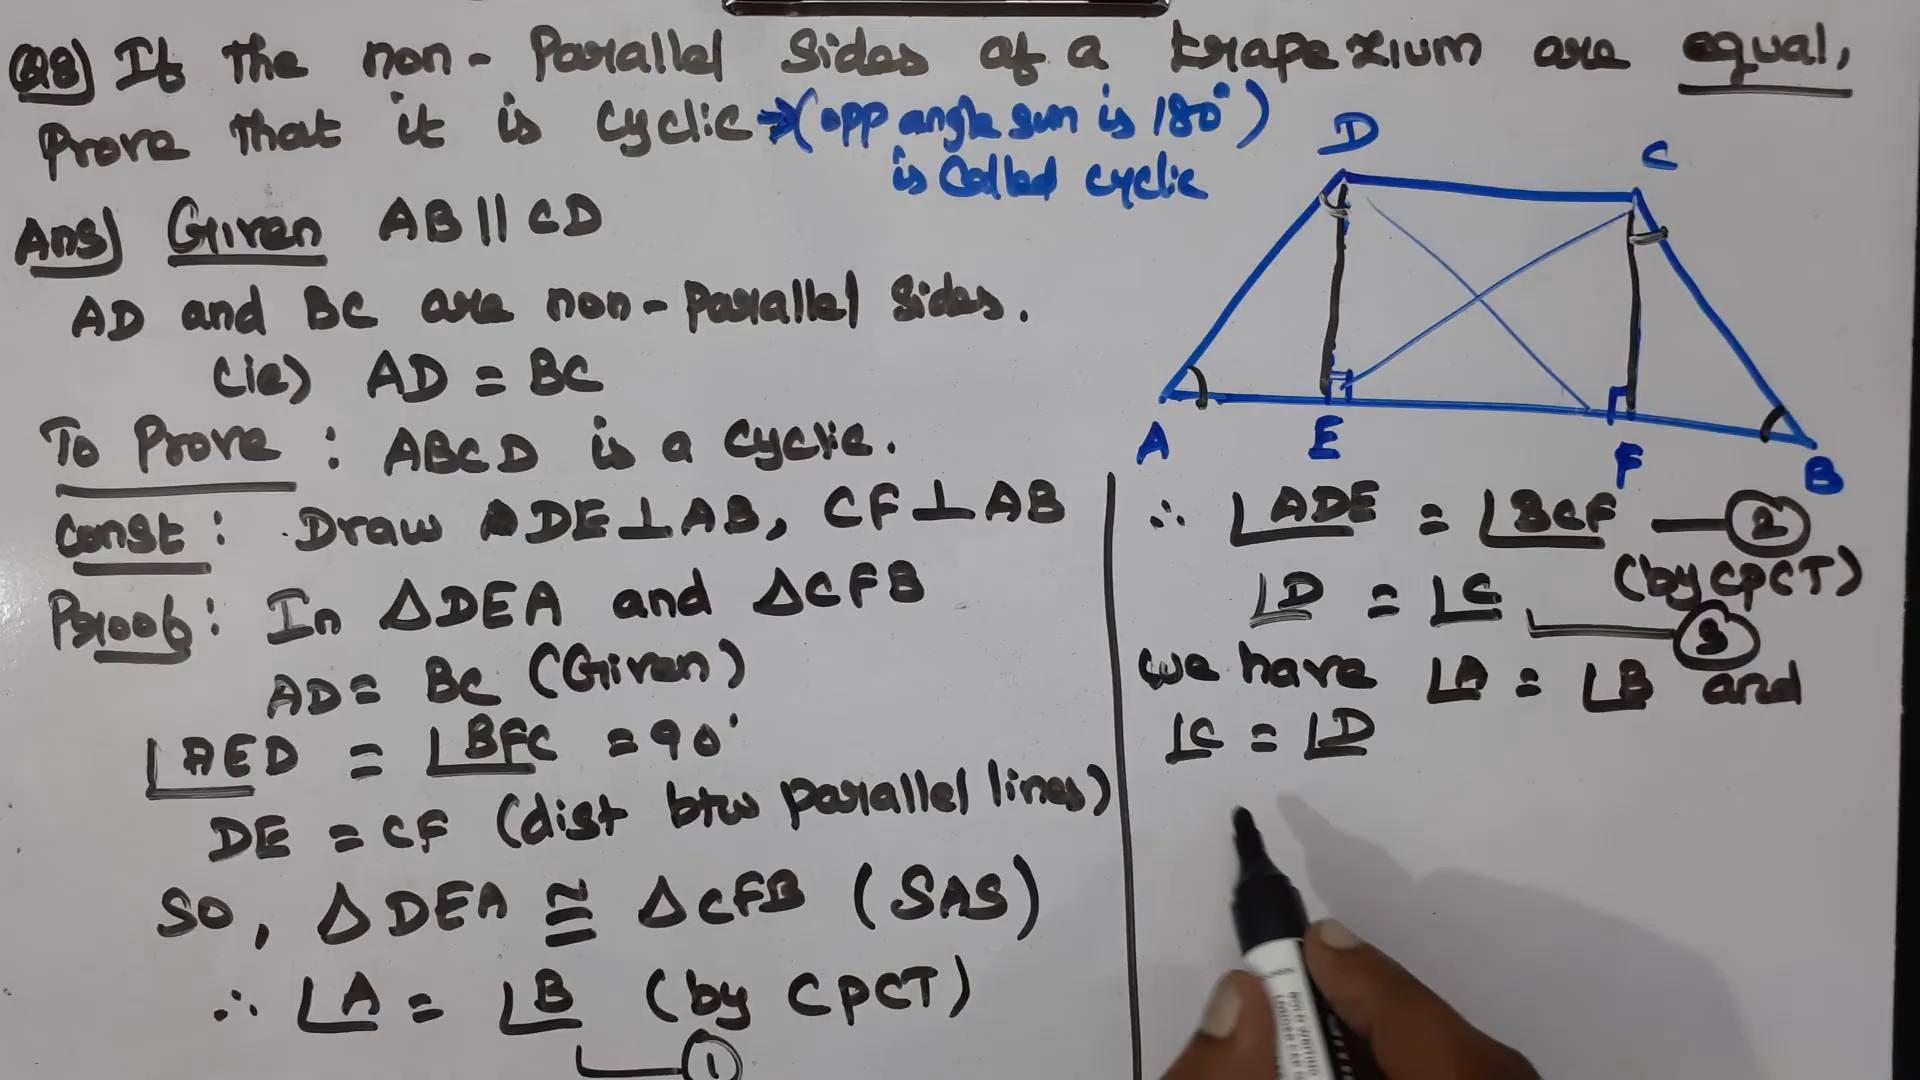 Q8) If the non-Parallel Sides of a trapezium are equal,
Prove that it is cyclic → (opp angle sum is 180°)
is Called cyclic
Ans) Given AB || CD
AD and BC are non-Parallel Sides.
(ie) AD = BC
To Prove : ABCD is a cyclic.
Const : Draw DE ⊥ AB, CF ⊥ AB
Proof : In ΔDEA and ΔCFB
AD = BC (Given)
∠AED = ∠BFC = 90°
DE = CF (dist btw parallel lines)
SO, ΔDEA ≅ ΔCFB (SAS)
∴ ∠A = ∠B (by CPCT)
①
D
C
A
E
F
B
∴ ∠ADE = ∠BCF — ②
(by CPCT)
∠D = ∠C — ③
we have ∠A = ∠B and
∠C = ∠D